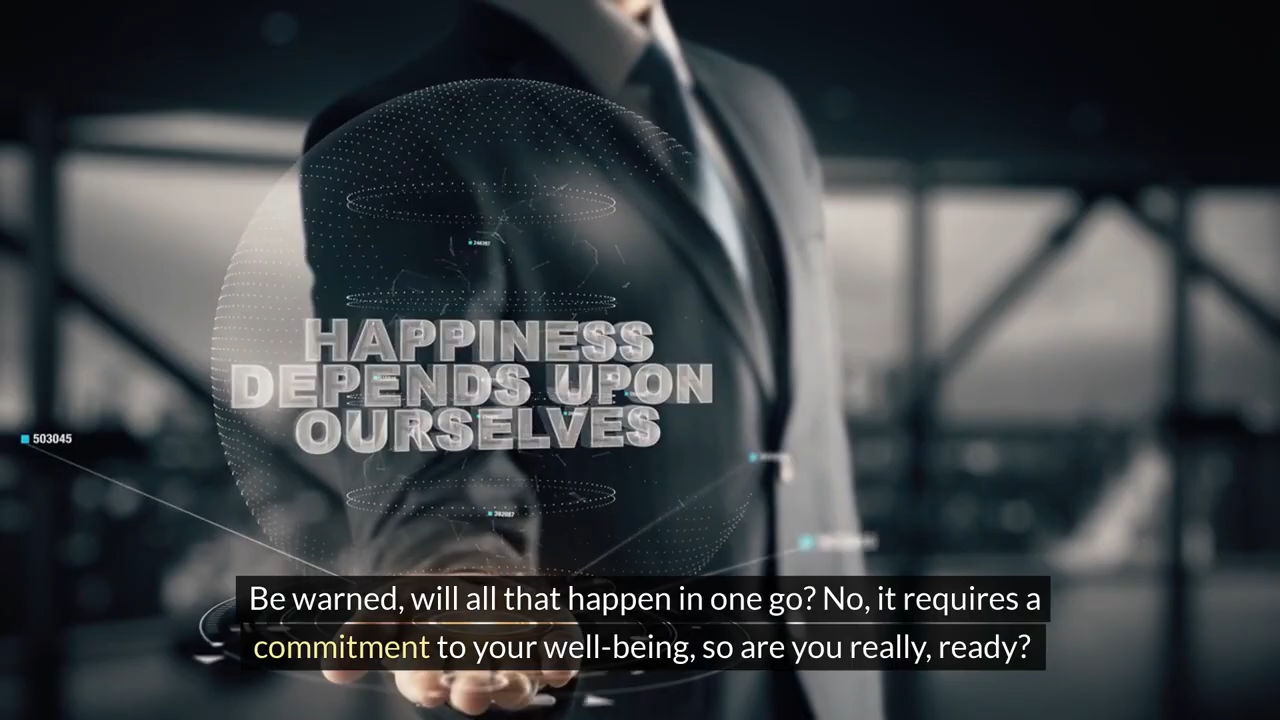 HAPPINESS
DEPENDS UPON
OURSELVES
503045
Be warned, will all that happen in one go? No, it requires a
commitment to your well-being, so are you really, ready?